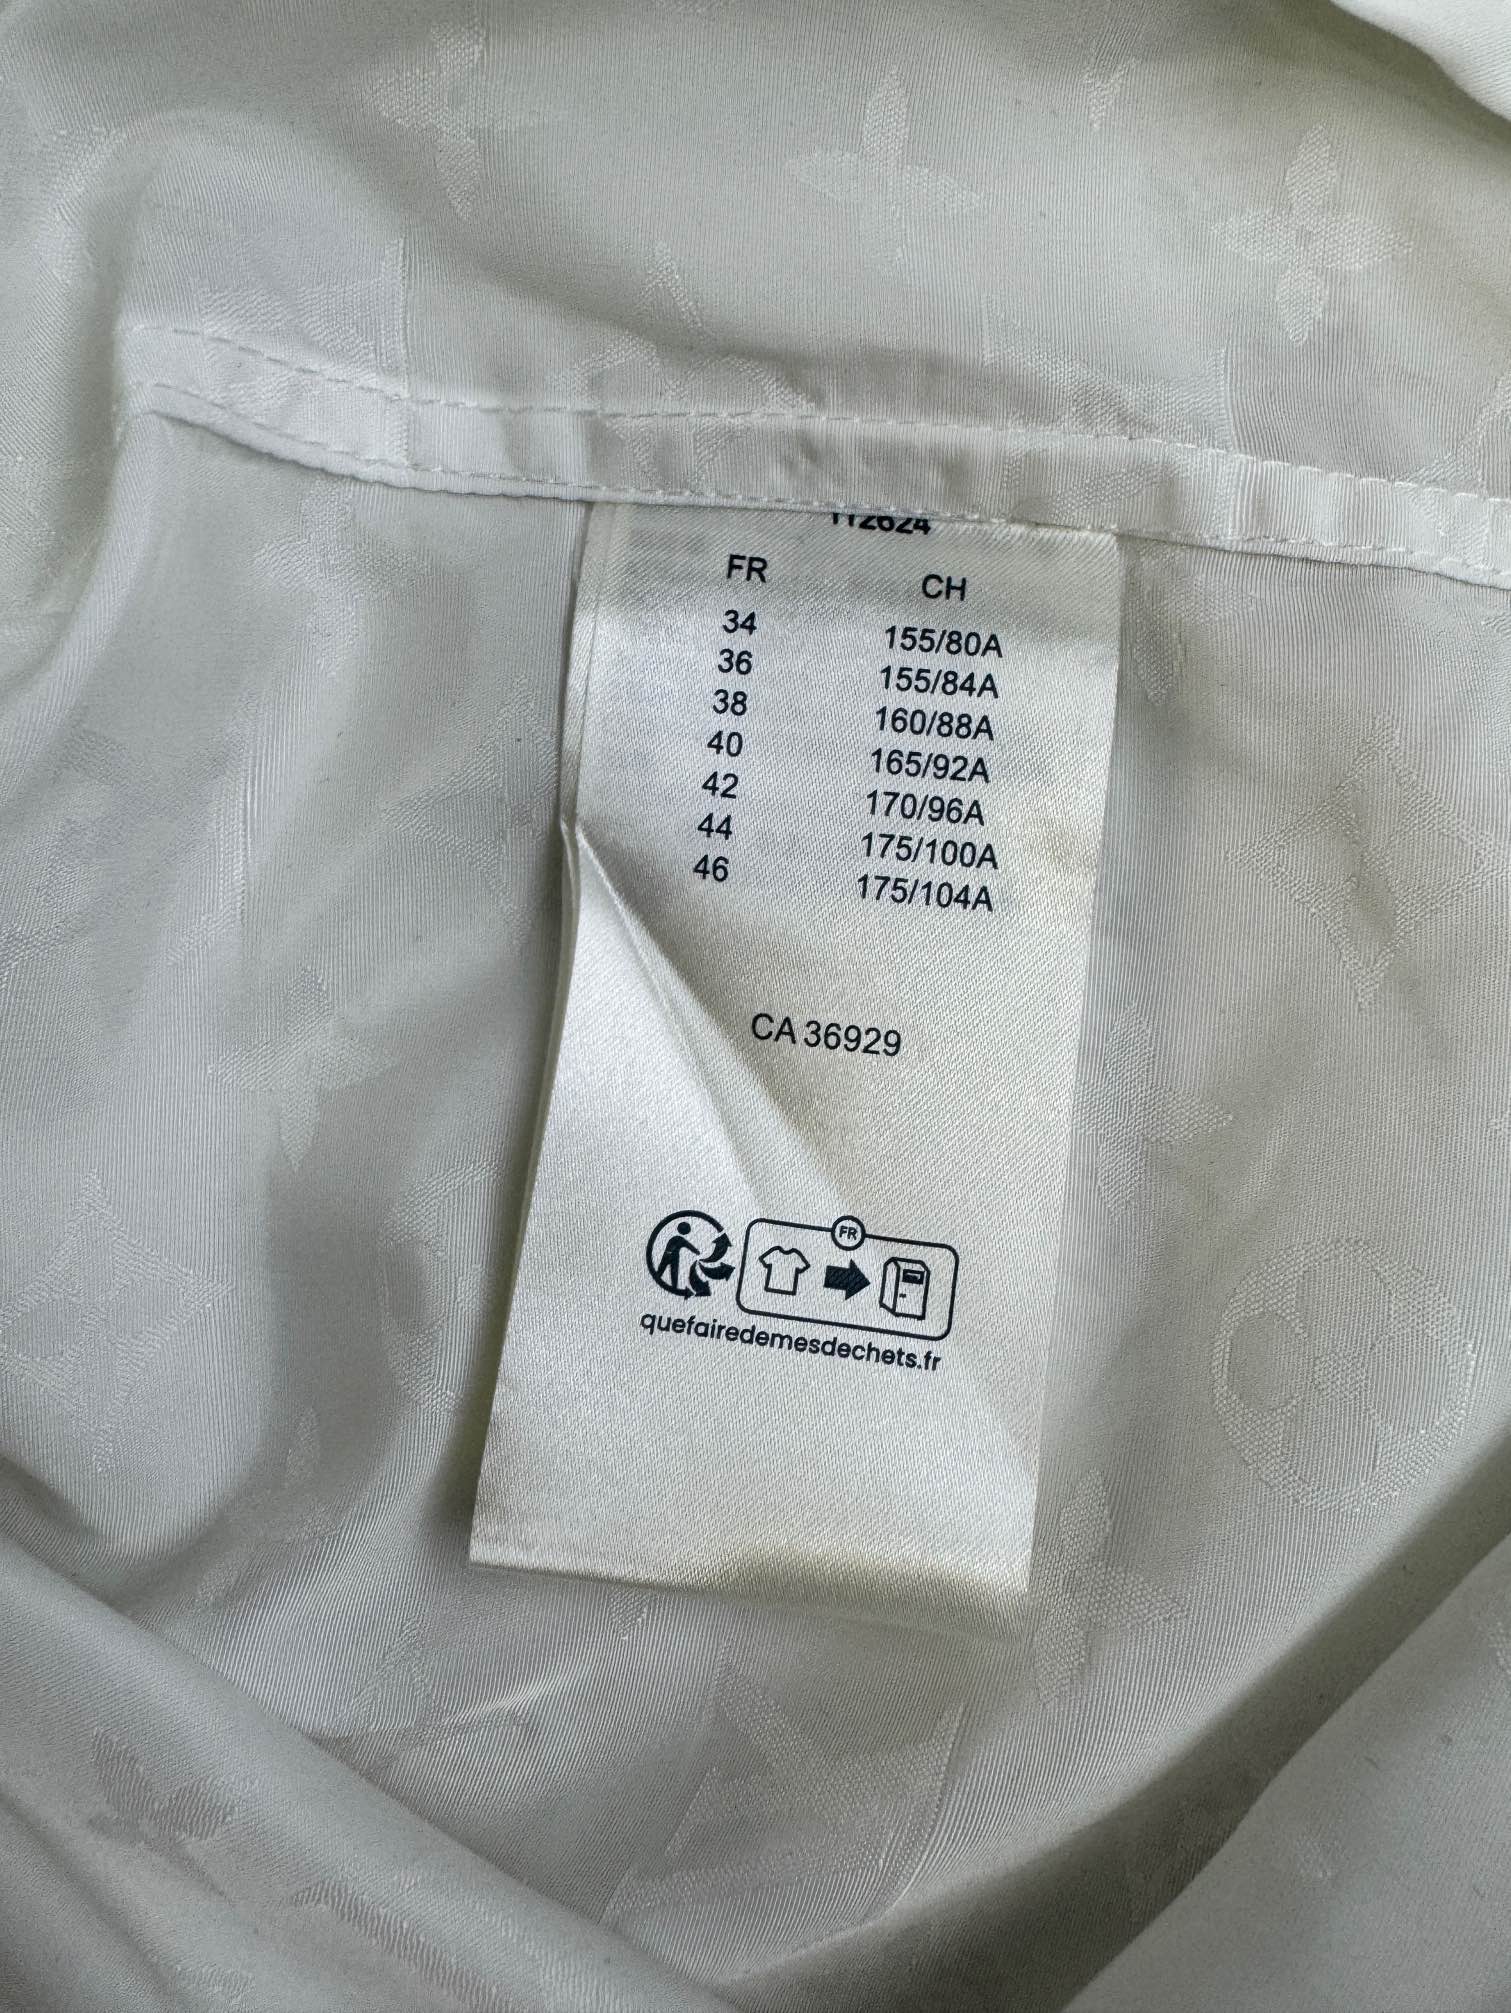 112624
FR CH
34 155/80A
36 155/84A
38 160/88A
40 165/92A
42 170/96A
44 175/100A
46 175/104A
CA 36929
FR
quefairedemesdechets.fr